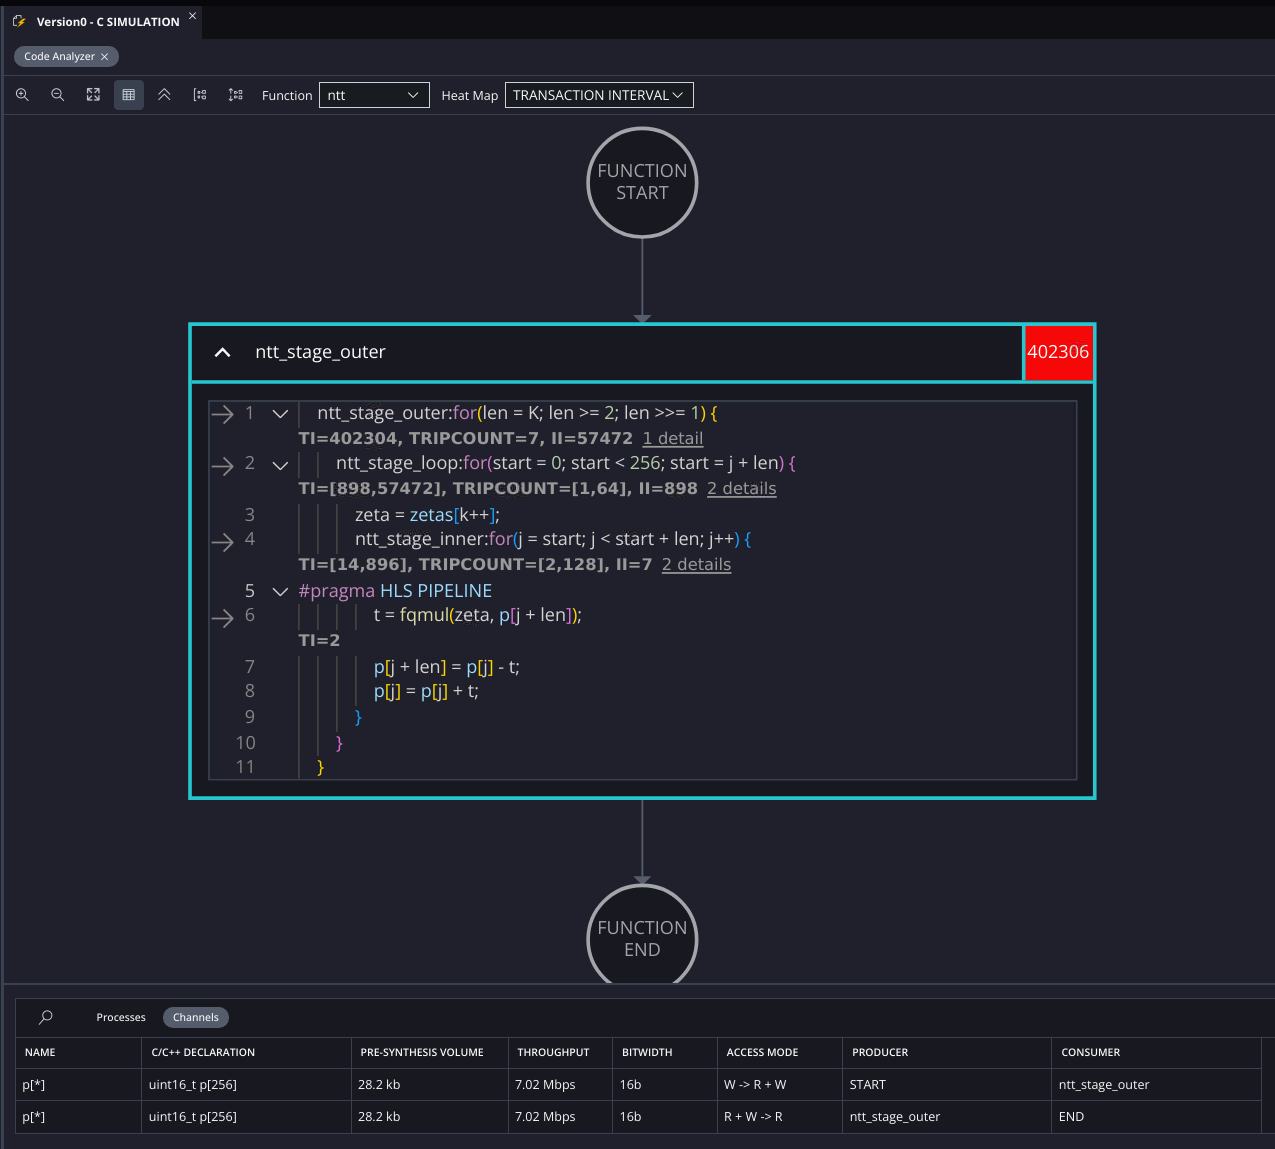 Version0 - C SIMULATION
Code Analyzer
Function ntt Heat Map TRANSACTION INTERVAL
FUNCTION
START
ntt_stage_outer 402306
1 ntt_stage_outer:for(len = K; len >= 2; len >>= 1) {
TI=402304, TRIPCOUNT=7, II=57472 1 detail
2 ntt_stage_loop:for(start = 0; start < 256; start = j + len) {
TI=[898,57472], TRIPCOUNT=[1,64], II=898 2 details
3 zeta = zetas[k++];
4 ntt_stage_inner:for(j = start; j < start + len; j++) {
TI=[14,896], TRIPCOUNT=[2,128], II=7 2 details
5 #pragma HLS PIPELINE
6 t = fqmul(zeta, p[j + len]);
TI=2
7 p[j + len] = p[j] - t;
8 p[j] = p[j] + t;
9 }
10 }
11 }
FUNCTION
END
Processes Channels
NAME C/C++ DECLARATION PRE-SYNTHESIS VOLUME THROUGHPUT BITWIDTH ACCESS MODE PRODUCER CONSUMER
p[*] uint16_t p[256] 28.2 kb 7.02 Mbps 16b W -> R + W START ntt_stage_outer
p[*] uint16_t p[256] 28.2 kb 7.02 Mbps 16b R + W -> R ntt_stage_outer END